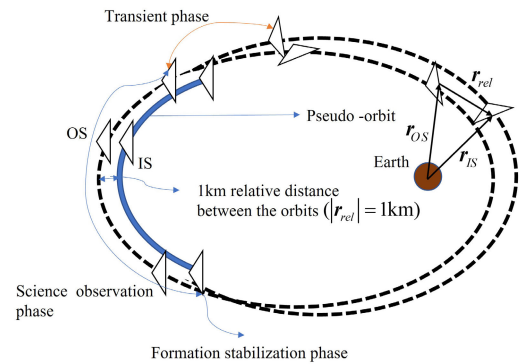 Transient phase
r_rel
OS
Pseudo -orbit
r_OS
IS
Earth
r_IS
1km relative distance
between the orbits (|r_rel| = 1km)
Science observation
phase
Formation stabilization phase